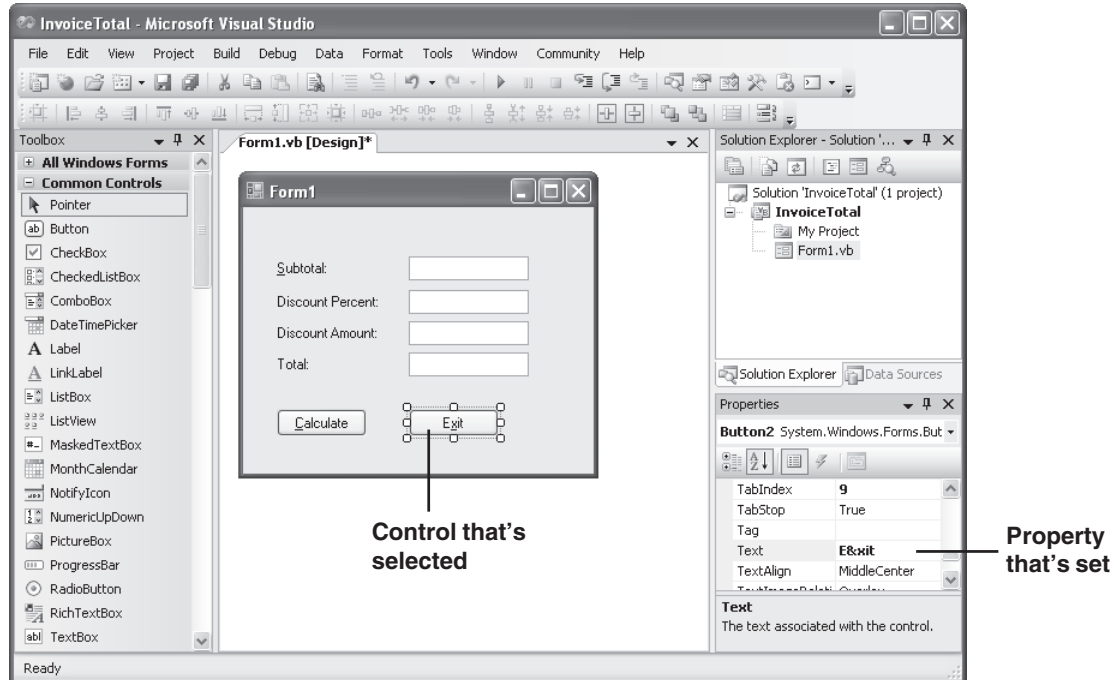 InvoiceTotal - Microsoft Visual Studio
File Edit View Project Build Debug Data Format Tools Window Community Help
Toolbox
All Windows Forms
Common Controls
Pointer
Button
CheckBox
CheckedListBox
ComboBox
DateTimePicker
Label
LinkLabel
ListBox
ListView
MaskedTextBox
MonthCalendar
NotifyIcon
NumericUpDown
PictureBox
ProgressBar
RadioButton
RichTextBox
TextBox
Form1.vb [Design]*
Form1
Subtotal:
Discount Percent:
Discount Amount:
Total:
Calculate Exit
Control that's
selected
Solution Explorer - Solution '...
Solution 'InvoiceTotal' (1 project)
InvoiceTotal
My Project
Form1.vb
Solution Explorer Data Sources
Properties
Button2 System.Windows.Forms.But
TabIndex 9
TabStop True
Tag
Text E&xit
TextAlign MiddleCenter
Text
The text associated with the control.
Property
that's set
Ready